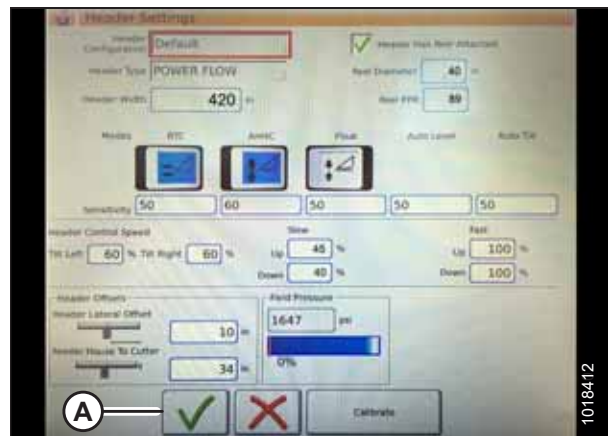 Header Settings
Header Configuration Default
Header Has Reel Attached
Header Type POWER FLOW
Reel Diameter 40 in
Header Width 420 in
Reel PPR 89
Modes RTC AHHC Float Auto Level Auto Tilt
Sensitivity 50 60 50 50 50
Header Control Speed
Slow
Fast
Tilt Left 60 % Tilt Right 60 %
Up 46 %
Up 100 %
Down 40 %
Down 100 %
Header Offsets
Header Lateral Offset
10 in
Feeder House To Cutter
34 in
Field Pressure
1647 psi
0%
A
Calibrate
1018412